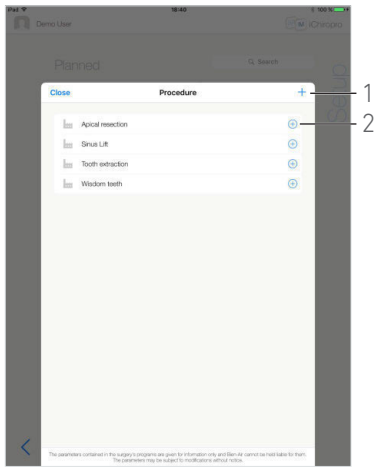 iPad 18:40 100 %
Demo User iChiropro
Planned Search
Setup
Close Procedure + 1
Apical resection 2
Sinus Lift
Tooth extraction
Wisdom teeth
The parameters contained in the surgery's programs are given for information only and Bien-Air cannot be held liable for them.
The parameters may be subject to modifications without notice.